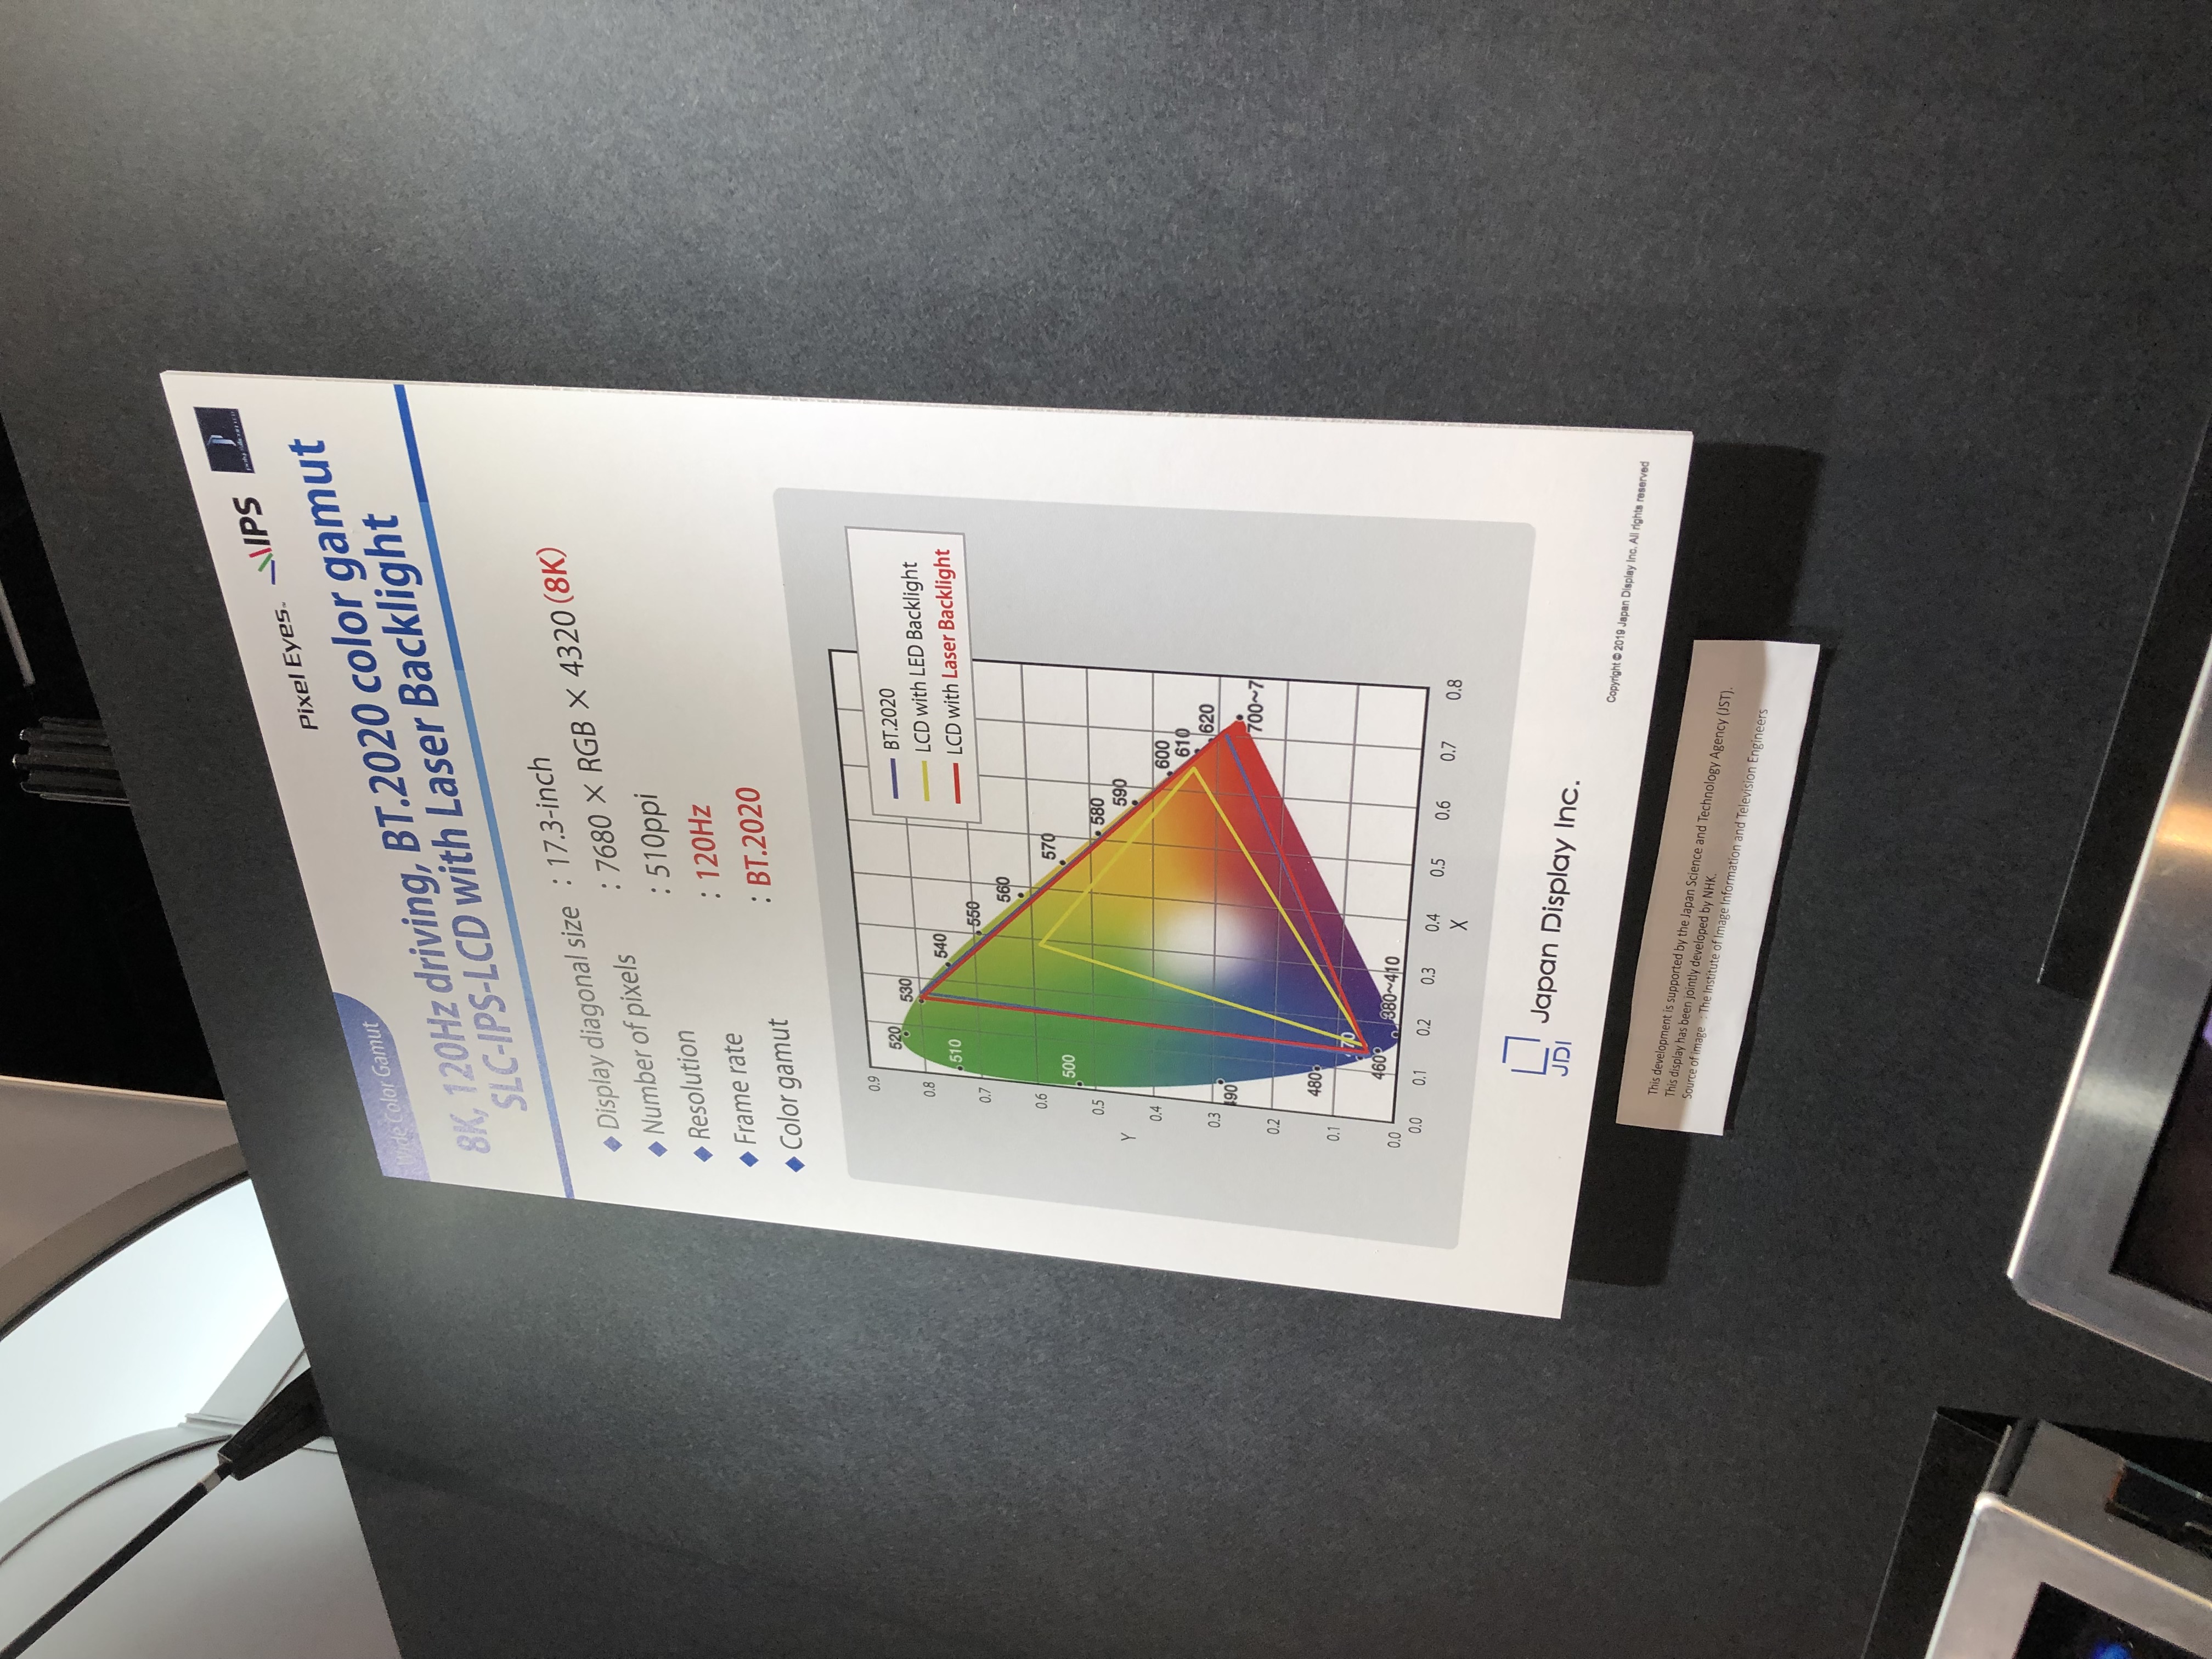 Pixel Eyes™
IPS
Wide Color Gamut
8K, 120Hz driving, BT.2020 color gamut
SLC-IPS-LCD with Laser Backlight
◆ Display diagonal size : 17.3-inch
◆ Number of pixels : 7680 × RGB × 4320 (8K)
◆ Resolution : 510ppi
◆ Frame rate : 120Hz
◆ Color gamut : BT.2020
BT.2020
LCD with LED Backlight
LCD with Laser Backlight
0.9
0.8
0.7
0.6
0.5
Y
0.4
0.3
0.2
0.1
0.0
520
530
510
540
550
560
570
500
580
590
600
610
620
490
700~7
480
70
460
380~410
0.0 0.1 0.2 0.3 0.4 0.5 0.6 0.7 0.8
X
JDI
Japan Display Inc.
Copyright © 2019 Japan Display Inc. All rights reserved
This development is supported by the Japan Science and Technology Agency (JST).
This display has been jointly developed by NHK.
Source of image : The Institute of Image Information and Television Engineers